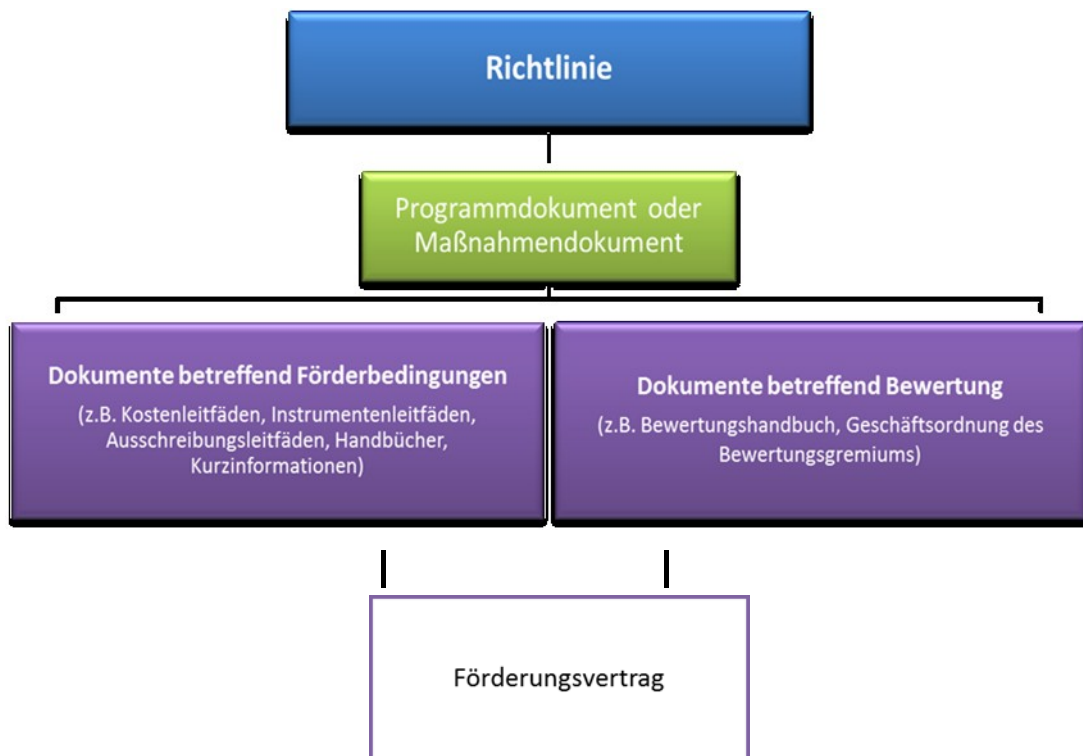 Richtlinie
Programmdokument oder
Maßnahmendokument
Dokumente betreffend Förderbedingungen
(z.B. Kostenleitfäden, Instrumentenleitfäden,
Ausschreibungsleitfäden, Handbücher,
Kurzinformationen)
Dokumente betreffend Bewertung
(z.B. Bewertungshandbuch, Geschäftsordnung des
Bewertungsgremiums)
Förderungsvertrag